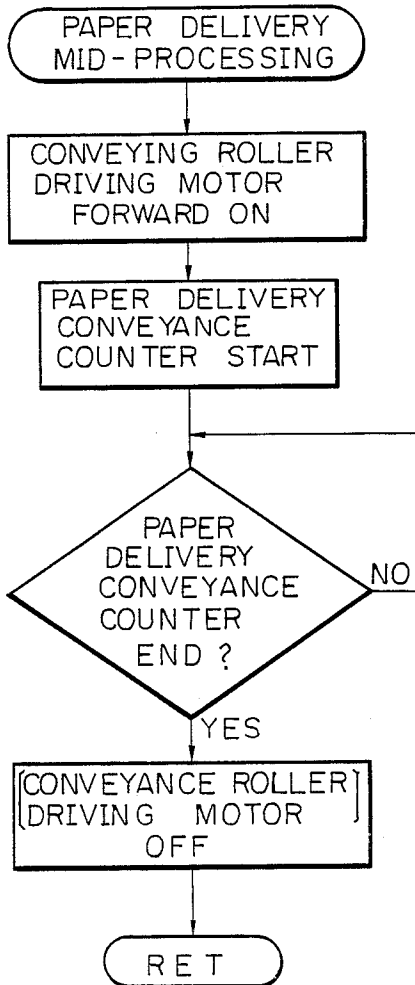 PAPER DELIVERY
MID-PROCESSING
CONVEYING ROLLER
DRIVING MOTOR
FORWARD ON
PAPER DELIVERY
CONVEYANCE
COUNTER START
PAPER
DELIVERY
CONVEYANCE
COUNTER
END ?
NO
YES
[CONVEYANCE ROLLER]
[DRIVING MOTOR]
OFF
RET